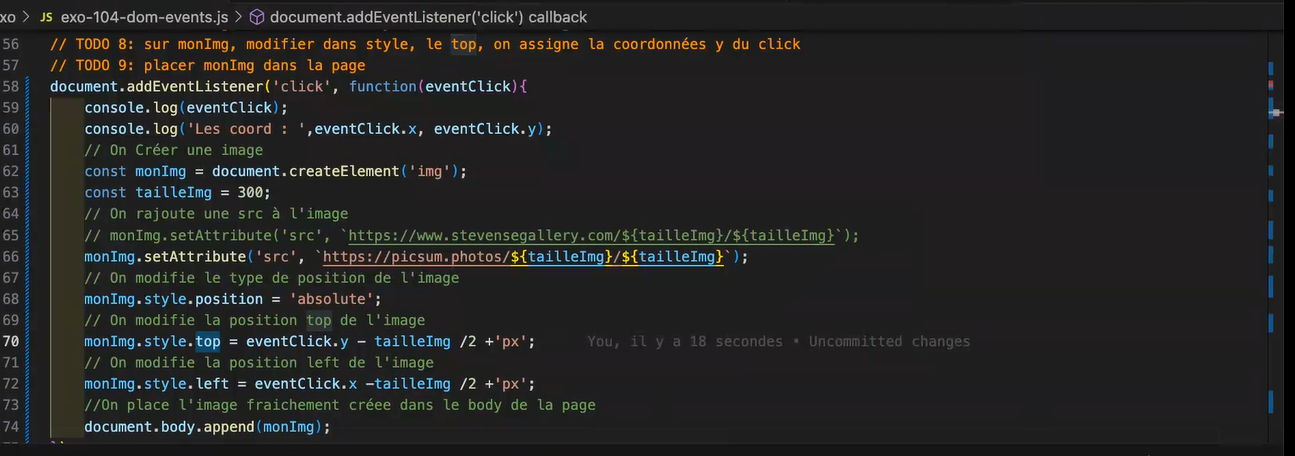 xo > JS exo-104-dom-events.js > document.addEventListener('click') callback
56 // TODO 8: sur monImg, modifier dans style, le top, on assigne la coordonnées y du click
57 // TODO 9: placer monImg dans la page
58 document.addEventListener('click', function(eventClick){
59 console.log(eventClick);
60 console.log('Les coord : ',eventClick.x, eventClick.y);
61 // On Créer une image
62 const monImg = document.createElement('img');
63 const tailleImg = 300;
64 // On rajoute une src à l'image
65 // monImg.setAttribute('src', `https://www.stevensegallery.com/${tailleImg}/${tailleImg}`);
66 monImg.setAttribute('src', `https://picsum.photos/${tailleImg}/${tailleImg}`);
67 // On modifie le type de position de l'image
68 monImg.style.position = 'absolute';
69 // On modifie la position top de l'image
70 monImg.style.top = eventClick.y - tailleImg /2 +'px'; You, il y a 18 secondes • Uncommitted changes
71 // On modifie la position left de l'image
72 monImg.style.left = eventClick.x -tailleImg /2 +'px';
73 //On place l'image fraichement créee dans le body de la page
74 document.body.append(monImg);